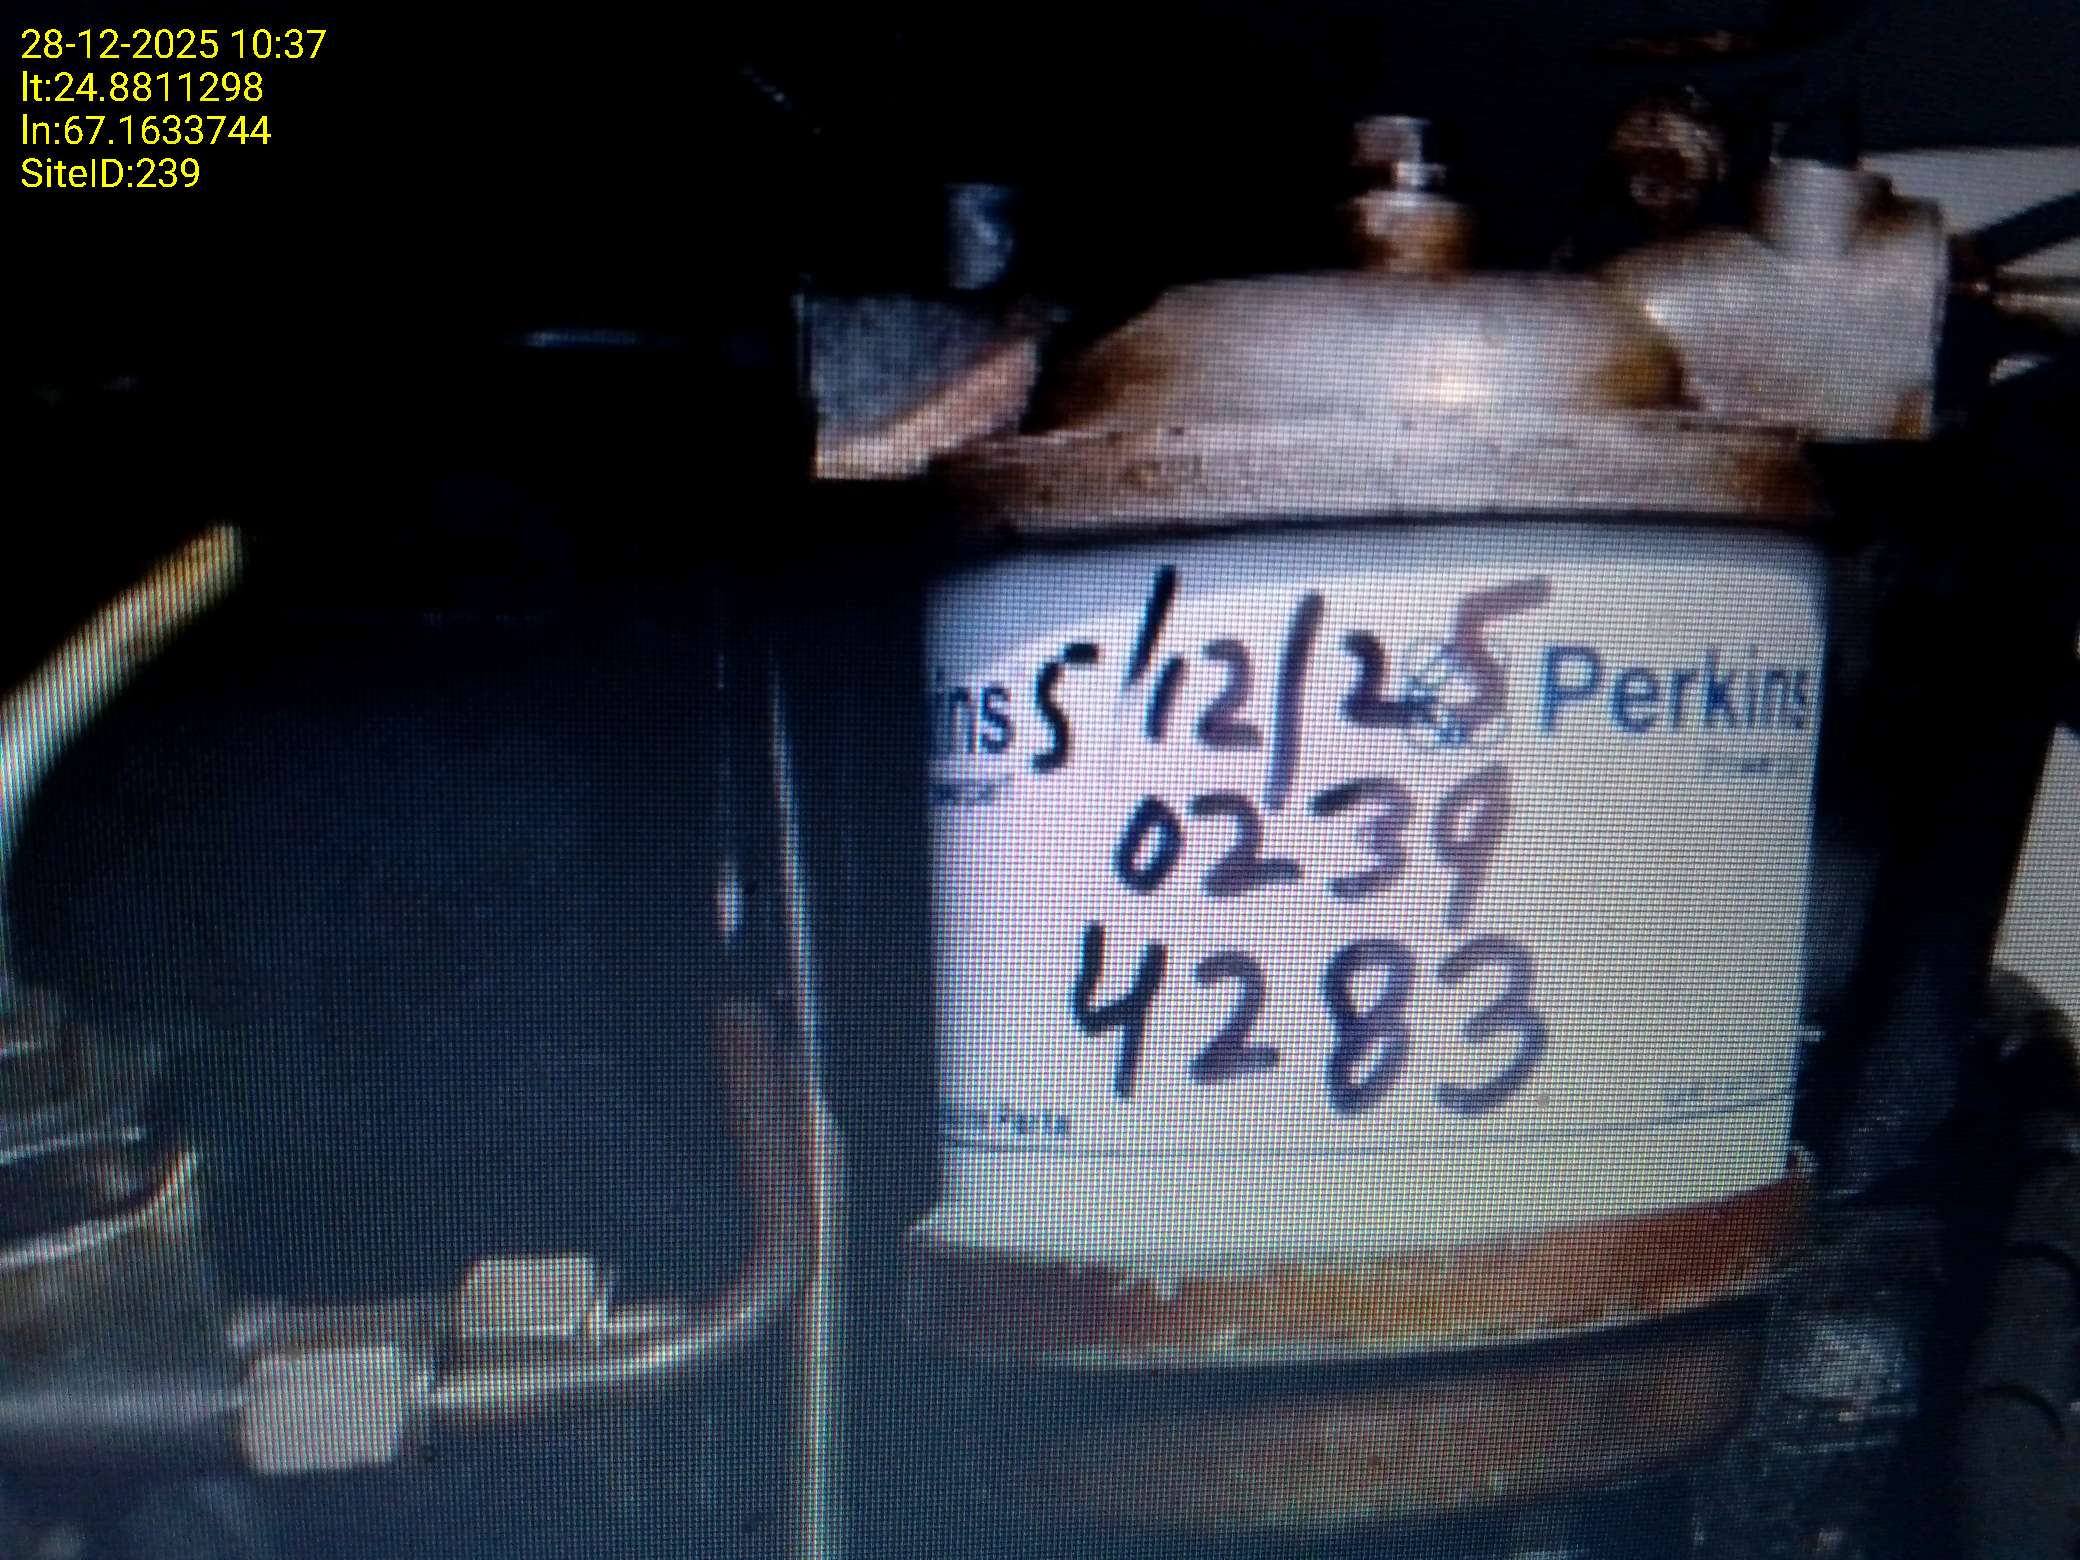 28-12-2025 10:37
lt:24.8811298
ln:67.1633744
SiteID:239
ins 5/12/25 Perkins
0239
4283